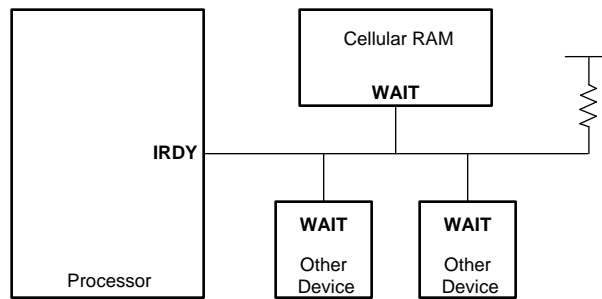 Cellular RAM
WAIT
IRDY
WAIT
Other
Device
WAIT
Other
Device
Processor